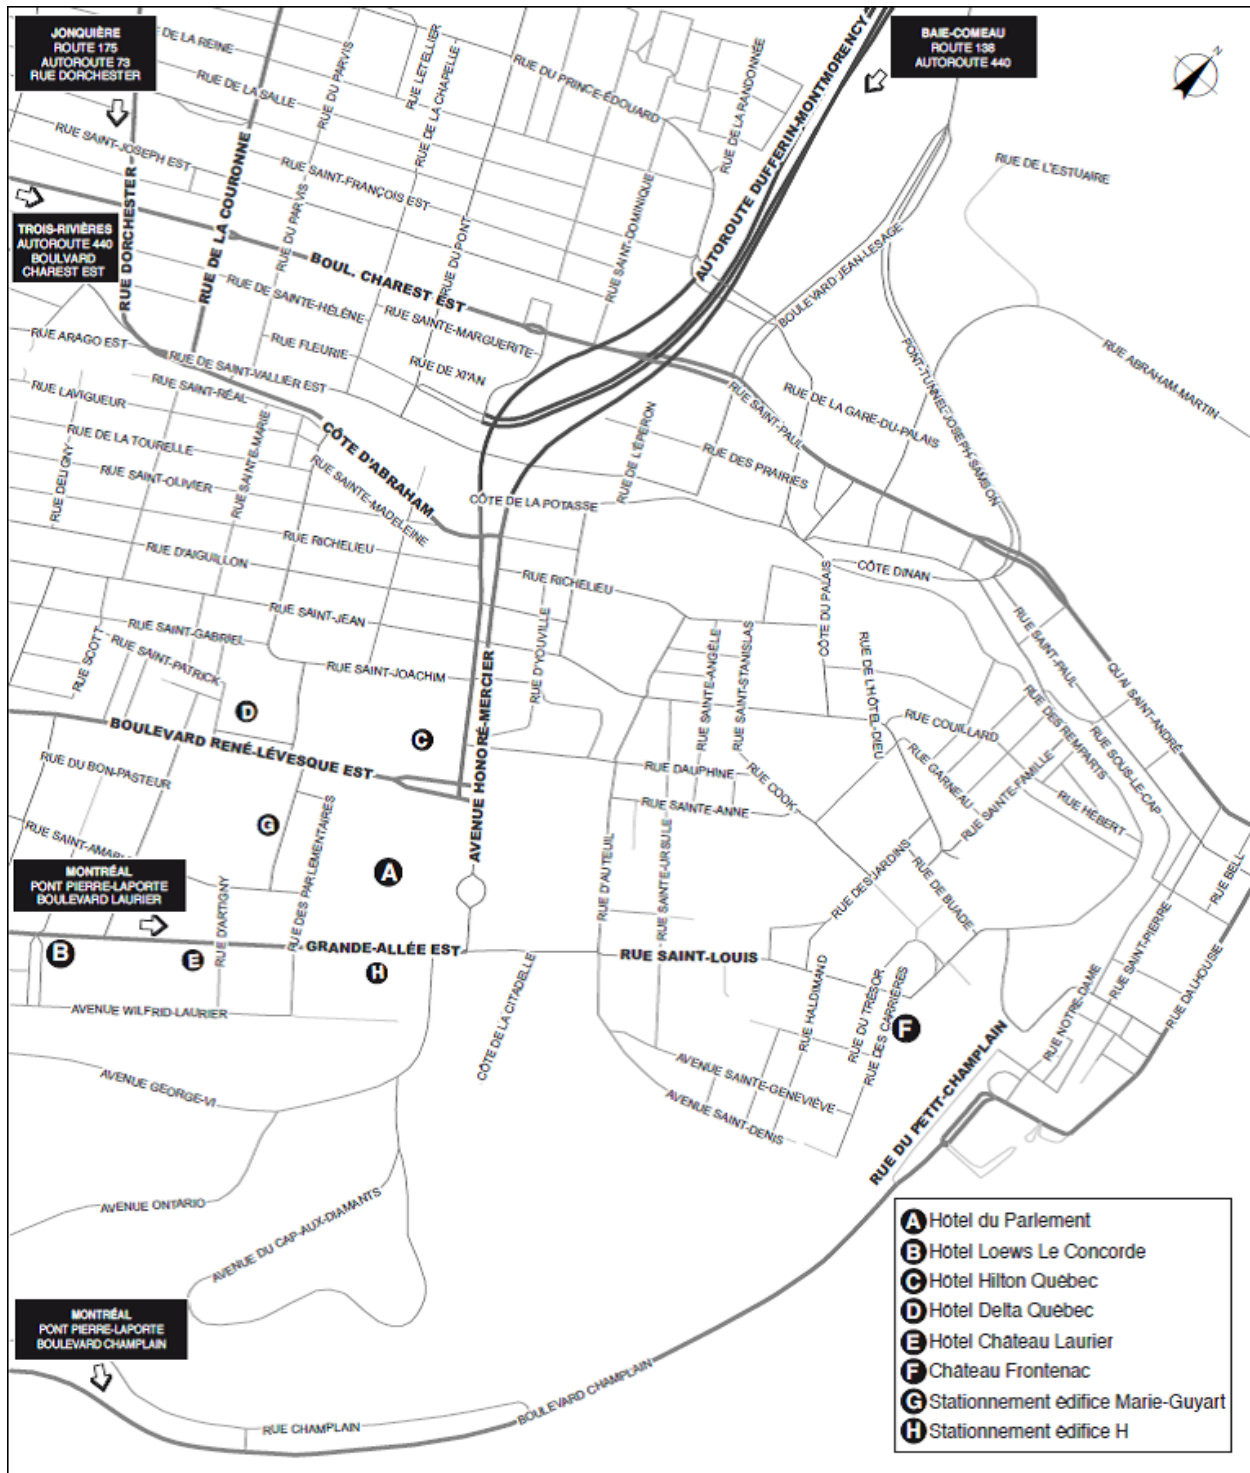 JONQUIÈRE
ROUTE 175
AUTOROUTE 73
RUE DORCHESTER
BAIE-COMEAU
ROUTE 138
AUTOROUTE 440
N
DE LA REINE
RUE DE LA SALLE
RUE DU PARVIS
RUE LETELLIER
RUE DE LA CHAPELLE
RUE DU PRINCE-ÉDOUARD
RUE DE LA RANDONNÉE
AUTOROUTE DUFFERIN-MONTMORENCY
RUE SAINT-JOSEPH EST
RUE SAINT-FRANÇOIS EST
RUE DE L'ESTUAIRE
TROIS-RIVIÈRES
AUTOROUTE 440
BOULVARD
CHAREST EST
RUE DORCHESTER
RUE DE LA COURONNE
RUE DU PARVIS
RUE DU PONT
RUE SAINT-DOMINIQUE
BOUL. CHAREST EST
BOULEVARD JEAN-LESAGE
RUE DE SAINTE-HÉLÈNE
RUE SAINTE-MARGUERITE
RUE ARAGO EST
RUE FLEURIE
RUE DE XI'AN
RUE DE SAINT-VALLIER EST
PONT-TUNNEL-JOSEPH-SAMSON
RUE ABRAHAM-MARTIN
RUE LAVIGUEUR
RUE SAINT-RÉAL
RUE SAINT-PAUL
RUE DE LA GARE-DU-PALAIS
RUE DE LA TOURELLE
RUE SAINTE-MARIE
CÔTE D'ABRAHAM
RUE DE L'ÉPERON
RUE DES PRAIRIES
RUE DELIGNY
RUE SAINT-OLIVIER
RUE SAINTE-MADELEINE
CÔTE DE LA POTASSE
RUE RICHELIEU
RUE D'AIGUILLON
RUE RICHELIEU
CÔTE DINAN
RUE SAINT-JEAN
CÔTE DU PALAIS
RUE SAINT-GABRIEL
RUE SCOTT
RUE SAINT-PATRICK
RUE SAINT-JOACHIM
RUE D'YOUVILLE
RUE SAINTE-ANGÈLE
RUE SAINT-STANISLAS
RUE DE L'HÔTEL-DIEU
RUE SAINT-PAUL
QUAI SAINT-ANDRÉ
RUE DES REMPARTS
D
C
BOULEVARD RENÉ-LÉVESQUE EST
AVENUE HONORÉ-MERCIER
RUE COUILLARD
RUE GARNEAU
RUE SAINTE-FAMILLE
RUE SOUS-LE-CAP
RUE HÉBERT
RUE DU BON-PASTEUR
RUE DAUPHINE
RUE COOK
RUE SAINTE-ANNE
G
RUE SAINT-AMABL
RUE DES PARLEMENTAIRES
A
RUE D'AUTEUIL
RUE SAINTE-URSULE
RUE DES JARDINS
RUE DE BUADE
RUE BELL
MONTRÉAL
PONT PIERRE-LAPORTE
BOULEVARD LAURIER
RUE D'ARTIGNY
B
E
GRANDE-ALLÉE EST
H
RUE SAINT-LOUIS
CÔTE DE LA CITADELLE
RUE HALDIMAND
RUE DU TRÉSOR
RUE DES CARRIÈRES
F
RUE SAINT-PIERRE
RUE NOTRE-DAME
RUE DALHOUSIE
AVENUE WILFRID-LAURIER
AVENUE GEORGE-VI
AVENUE SAINTE-GENEVIÈVE
AVENUE SAINT-DENIS
RUE DU PETIT-CHAMPLAIN
AVENUE ONTARIO
AVENUE DU CAP-AUX-DIAMANTS
MONTRÉAL
PONT PIERRE-LAPORTE
BOULEVARD CHAMPLAIN
RUE CHAMPLAIN
BOULEVARD CHAMPLAIN
A Hôtel du Parlement
B Hôtel Loews Le Concorde
C Hôtel Hilton Québec
D Hôtel Delta Québec
E Hôtel Château Laurier
F Château Frontenac
G Stationnement édifice Marie-Guyart
H Stationnement édifice H